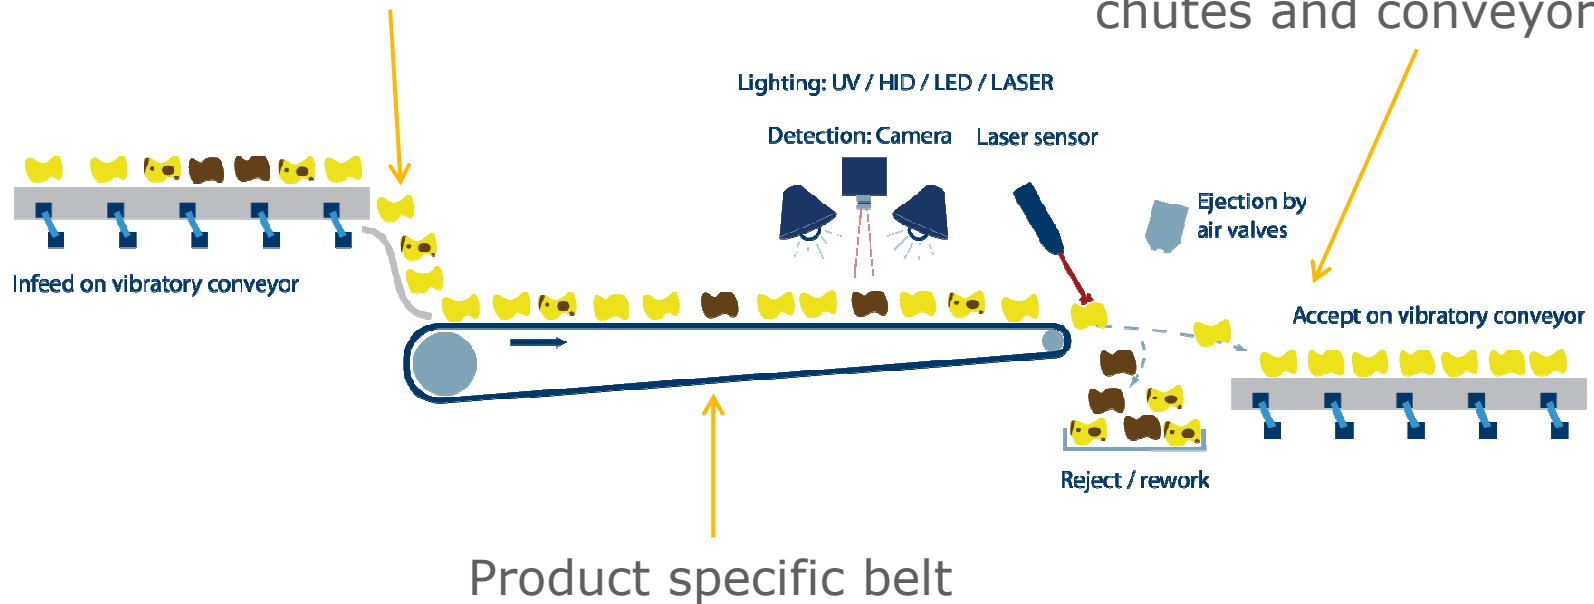 chutes and conveyor
Lighting: UV / HID / LED / LASER
Detection: Camera
Laser sensor
Ejection by
air valves
Infeed on vibratory conveyor
Accept on vibratory conveyor
Reject / rework
Product specific belt